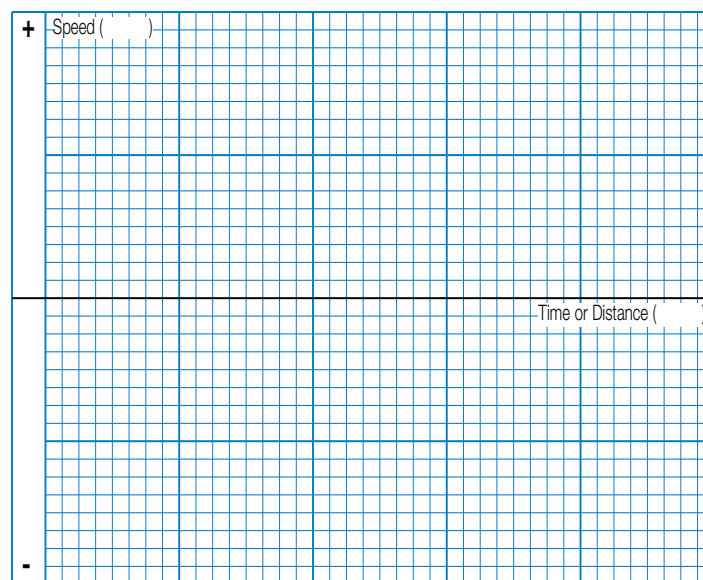 + Speed ( )
Time or Distance ( )
-